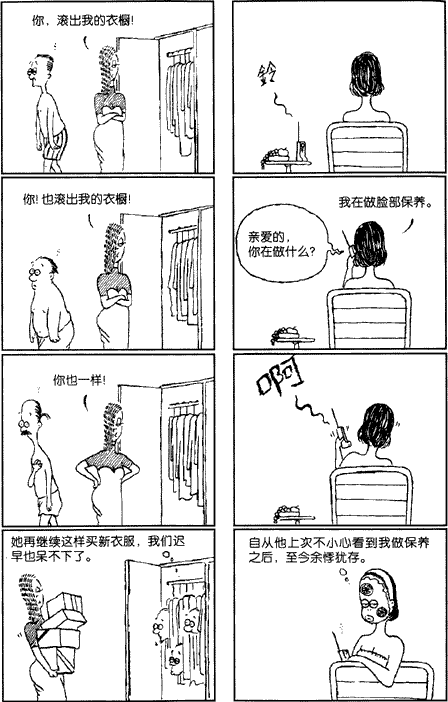 你，滚出我的衣橱!
你! 也滚出我的衣橱!
你也一样!
她再继续这样买新衣服，我们迟
早也呆不下了。
鈴
我在做脸部保养。
亲爱的，
你在做什么?
啊
自从他上次不小心看到我做保养
之后，至今余悸犹存。